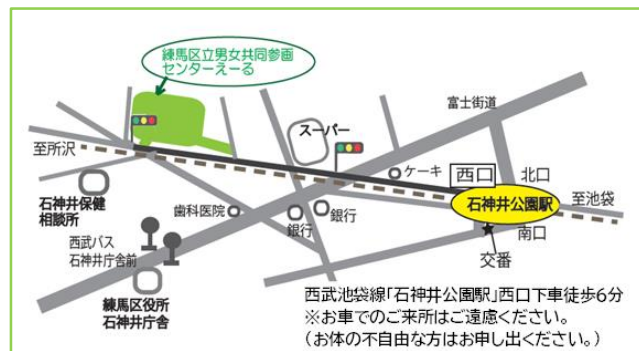 練馬区立男女共同参画
センターえーる
富士街道
スーパー
至所沢
ケーキ
西口
北口
石神井公園駅
至池袋
石神井保健
相談所
歯科医院
銀行
銀行
南口
交番
西武バス
石神井庁舎前
練馬区役所
石神井庁舎
西武池袋線「石神井公園駅」西口下車徒歩6分
※お車でのご来所はご遠慮ください。
(お体の不自由な方はお申し出ください。)